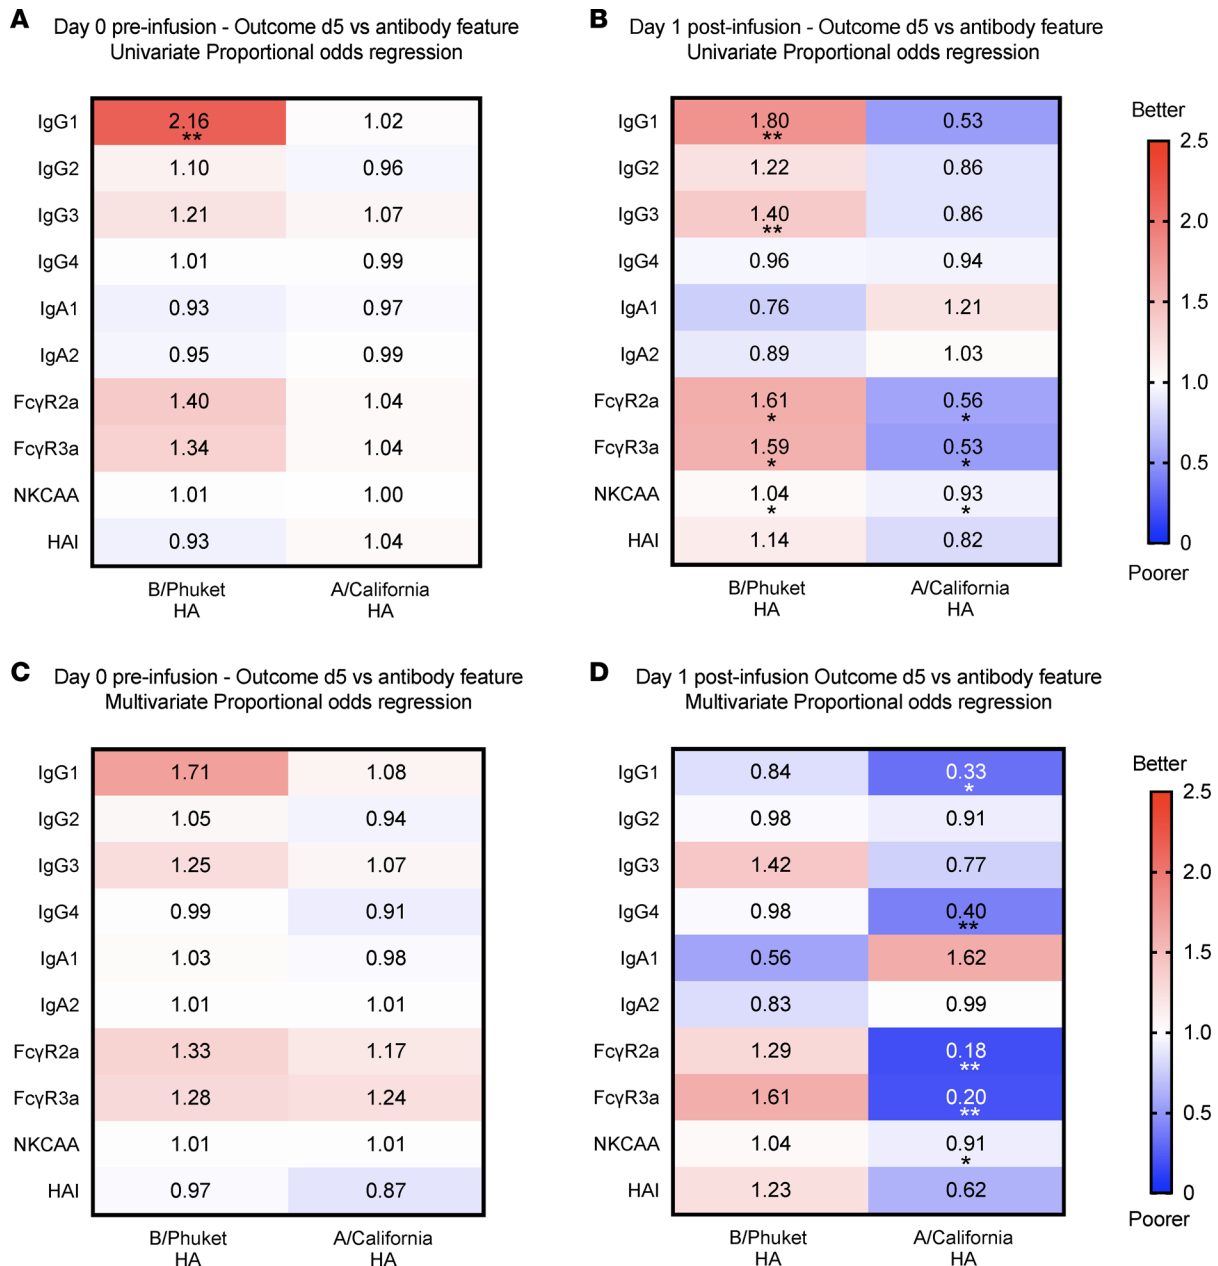 A
Day 0 pre-infusion - Outcome d5 vs antibody feature
Univariate Proportional odds regression
IgG1 2.16 1.02
**
IgG2 1.10 0.96
IgG3 1.21 1.07
IgG4 1.01 0.99
IgA1 0.93 0.97
IgA2 0.95 0.99
FcγR2a 1.40 1.04
FcγR3a 1.34 1.04
NKCAA 1.01 1.00
HAI 0.93 1.04
B/Phuket A/California
HA HA
B
Day 1 post-infusion - Outcome d5 vs antibody feature
Univariate Proportional odds regression
IgG1 1.80 0.53
**
IgG2 1.22 0.86
IgG3 1.40 0.86
**
IgG4 0.96 0.94
IgA1 0.76 1.21
IgA2 0.89 1.03
FcγR2a 1.61 0.56
* *
FcγR3a 1.59 0.53
* *
NKCAA 1.04 0.93
* *
HAI 1.14 0.82
B/Phuket A/California
HA HA
Better
2.5
2.0
1.5
1.0
0.5
0
Poorer
C
Day 0 pre-infusion - Outcome d5 vs antibody feature
Multivariate Proportional odds regression
IgG1 1.71 1.08
IgG2 1.05 0.94
IgG3 1.25 1.07
IgG4 0.99 0.91
IgA1 1.03 0.98
IgA2 1.01 1.01
FcγR2a 1.33 1.17
FcγR3a 1.28 1.24
NKCAA 1.01 1.01
HAI 0.97 0.87
B/Phuket A/California
HA HA
D
Day 1 post-infusion Outcome d5 vs antibody feature
Multivariate Proportional odds regression
IgG1 0.84 0.33
*
IgG2 0.98 0.91
IgG3 1.42 0.77
IgG4 0.98 0.40
**
IgA1 0.56 1.62
IgA2 0.83 0.99
FcγR2a 1.29 0.18
**
FcγR3a 1.61 0.20
**
NKCAA 1.04 0.91
*
HAI 1.23 0.62
B/Phuket A/California
HA HA
Better
2.5
2.0
1.5
1.0
0.5
0
Poorer